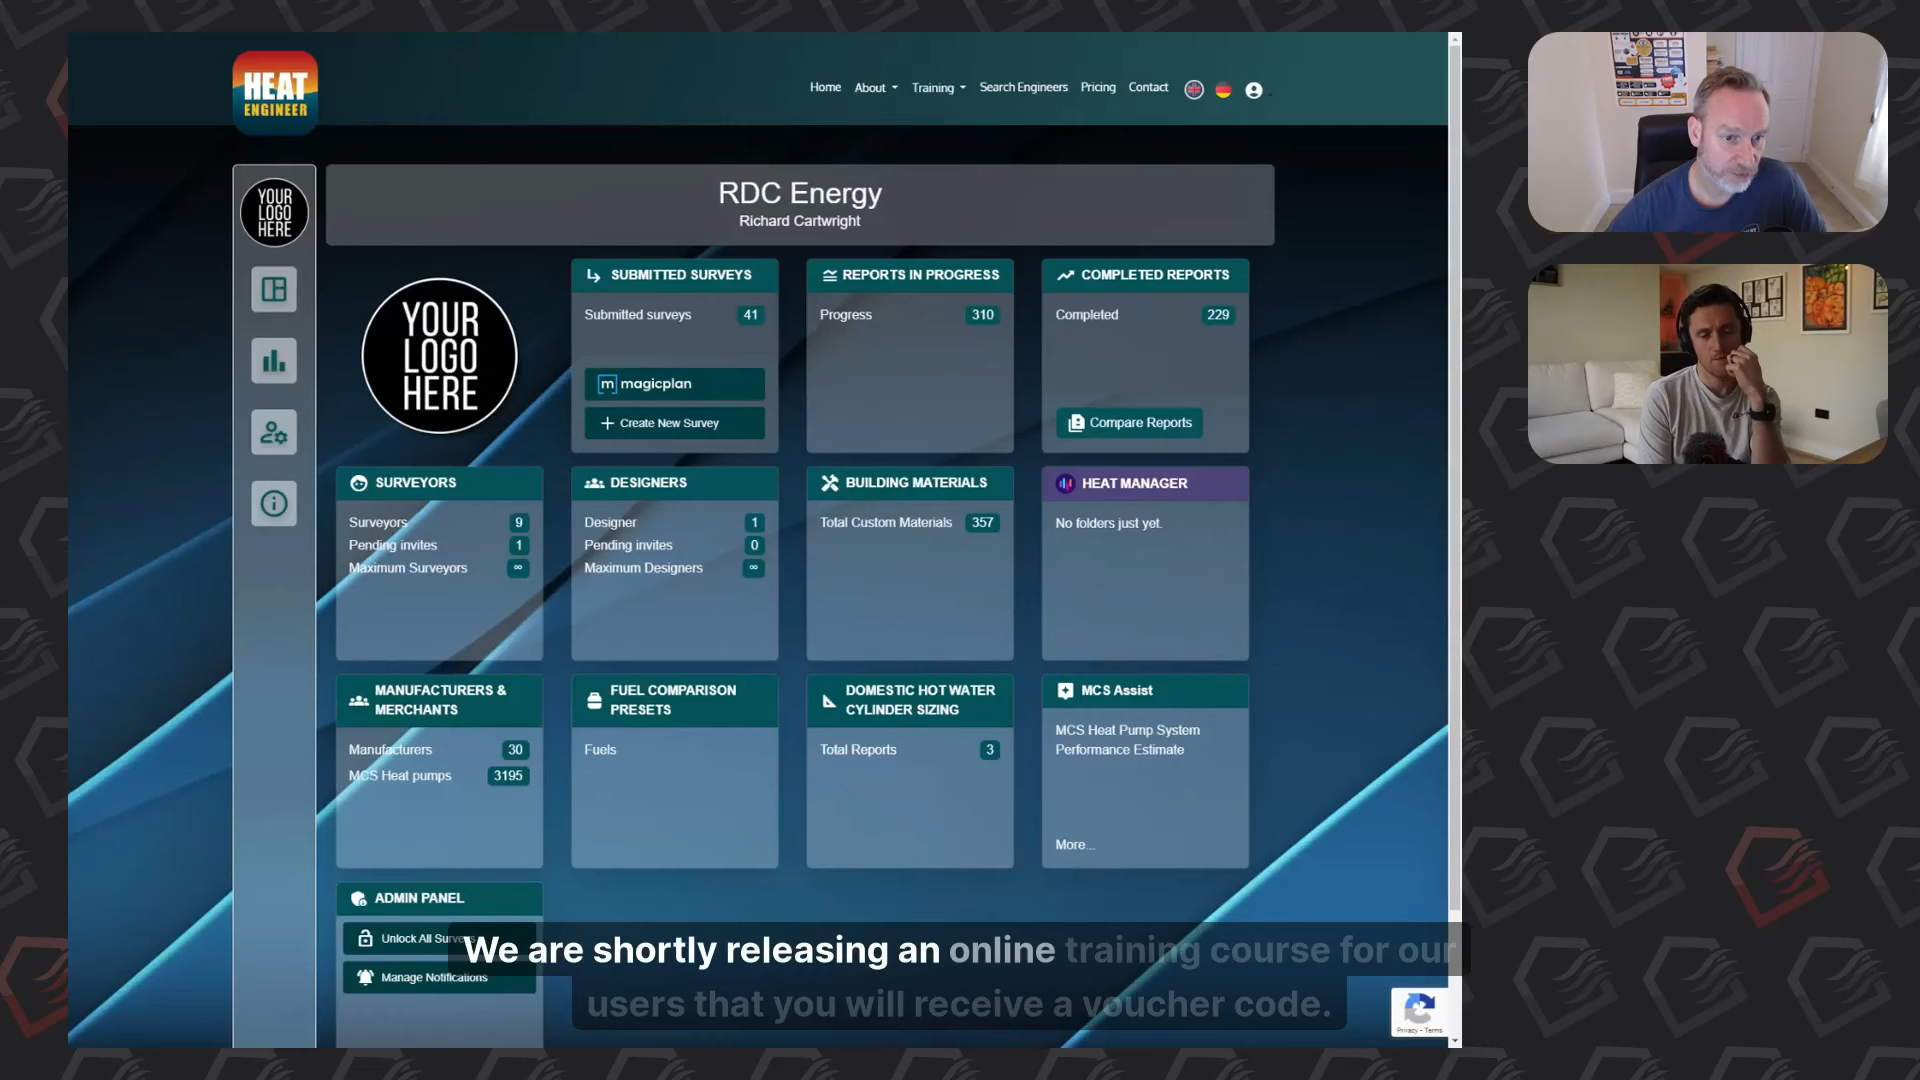 HEAT
ENGINEER
Home
About
Training
Search Engineers
Pricing
Contact
YOUR
LOGO
HERE
RDC Energy
Richard Cartwright
YOUR
LOGO
HERE
SUBMITTED SURVEYS
Submitted surveys 41
m magicplan
+ Create New Survey
REPORTS IN PROGRESS
Progress 310
COMPLETED REPORTS
Completed 229
Compare Reports
SURVEYORS
Surveyors 9
Pending invites 1
Maximum Surveyors ∞
DESIGNERS
Designer 1
Pending invites 0
Maximum Designers ∞
BUILDING MATERIALS
Total Custom Materials 357
HEAT MANAGER
No folders just yet.
MANUFACTURERS &
MERCHANTS
Manufacturers 30
MCS Heat pumps 3195
FUEL COMPARISON
PRESETS
Fuels
DOMESTIC HOT WATER
CYLINDER SIZING
Total Reports 3
MCS Assist
MCS Heat Pump System
Performance Estimate
More...
ADMIN PANEL
Unlock All
Manage Notifications
We are shortly releasing an online training course for our
users that you will receive a voucher code.
Privacy - Terms